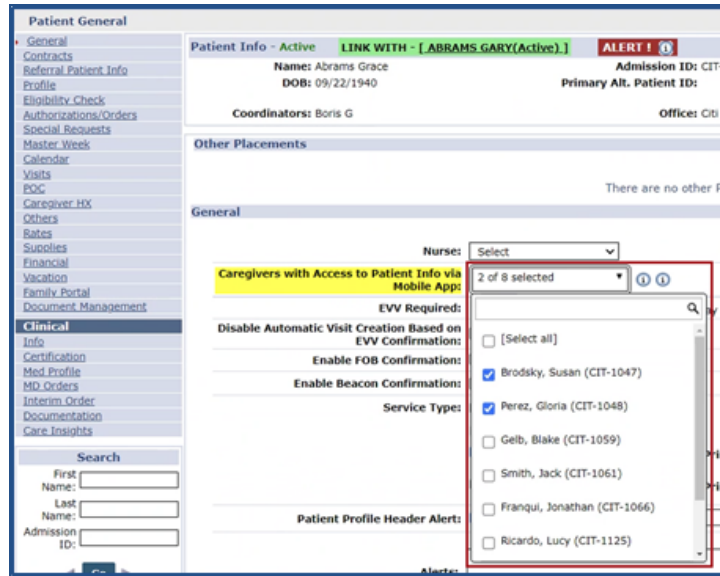 Patient General
General
Contracts
Referral Patient Info
Profile
Eligibility Check
Authorizations/Orders
Special Requests
Master Week
Calendar
Visits
POC
Caregiver HX
Others
Rates
Supplies
Financial
Vacation
Family Portal
Document Management
Clinical
Info
Certification
Med Profile
MD Orders
Interim Order
Documentation
Care Insights
Search
First Name:
Last Name:
Admission ID:
Go
Patient Info - Active LINK WITH - [ ABRAMS GARY(Active) ] ALERT !
Name: Abrams Grace Admission ID: CIT-
DOB: 09/22/1940 Primary Alt. Patient ID:
Coordinators: Boris G Office: Citi
Other Placements
There are no other P
General
Nurse: Select
Caregivers with Access to Patient Info via Mobile App: 2 of 8 selected
EVV Required:
Disable Automatic Visit Creation Based on EVV Confirmation:
Enable FOB Confirmation:
Enable Beacon Confirmation:
Service Type:
Patient Profile Header Alert:
Alerts:
[Select all]
Brodsky, Susan (CIT-1047)
Perez, Gloria (CIT-1048)
Gelb, Blake (CIT-1059)
Smith, Jack (CIT-1061)
Franqui, Jonathan (CIT-1066)
Ricardo, Lucy (CIT-1125)